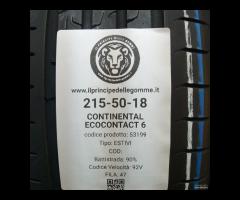 www.ilprincipedellegomme.it
215-50-18
CONTINENTAL
ECOCONTACT 6
codice prodotto: 53199
Tipo: ESTIVI
COD:
Battistrada: 90%
Codice Velocità: 92V
FILA: 47